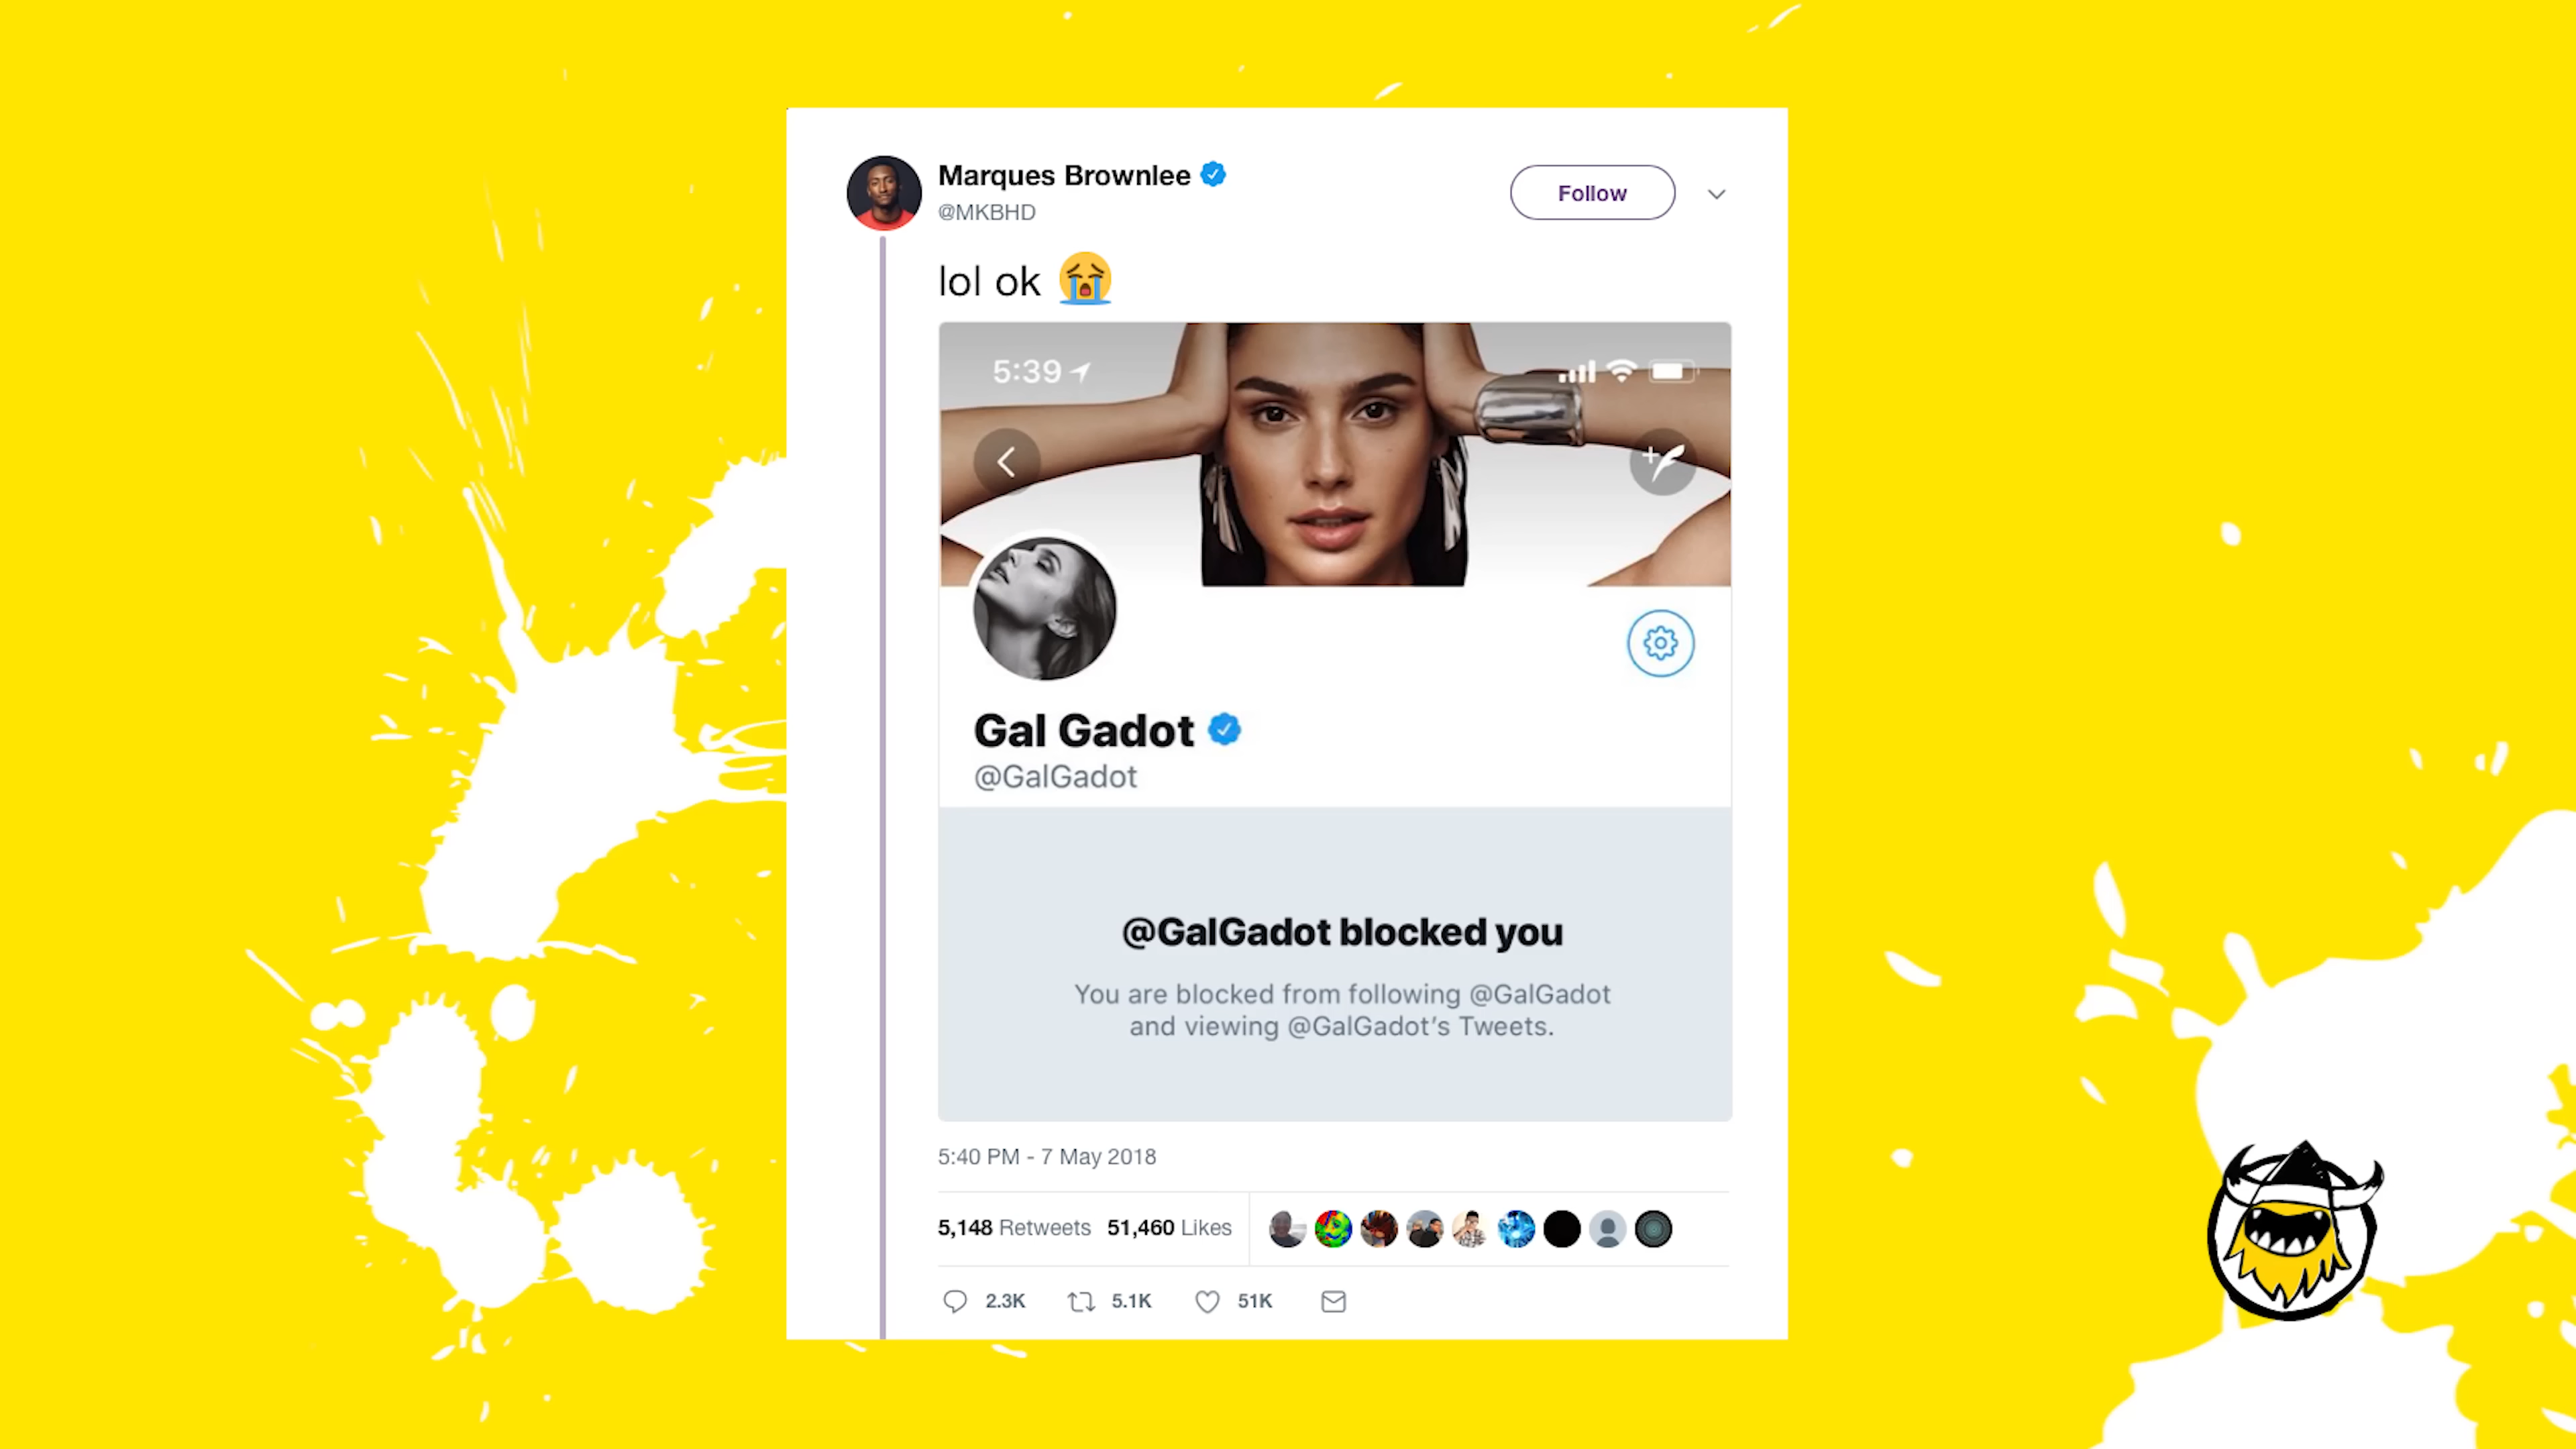 Marques Brownlee
@MKBHD
Follow
lol ok 😭
5:39
Gal Gadot
@GalGadot
@GalGadot blocked you
You are blocked from following @GalGadot
and viewing @GalGadot's Tweets.
5:40 PM - 7 May 2018
5,148 Retweets 51,460 Likes
2.3K 5.1K 51K